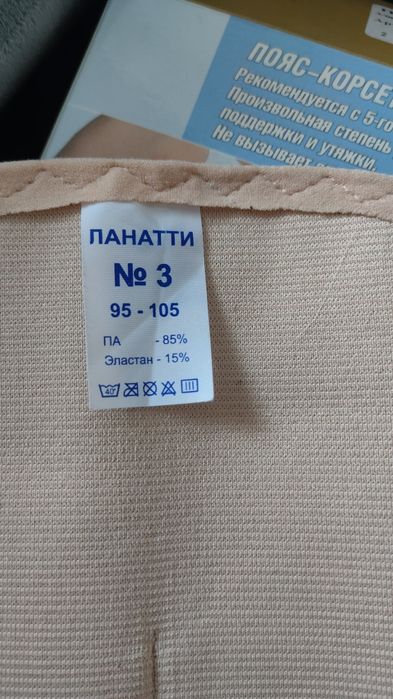 ПОЯС-КОРСЕТ
Рекомендуется с 5-го
Произвольная степень
поддержки и утяжки.
Не вызывает
ПАНАТТИ
№ 3
95 - 105
ПА - 85%
Эластан - 15%
40°